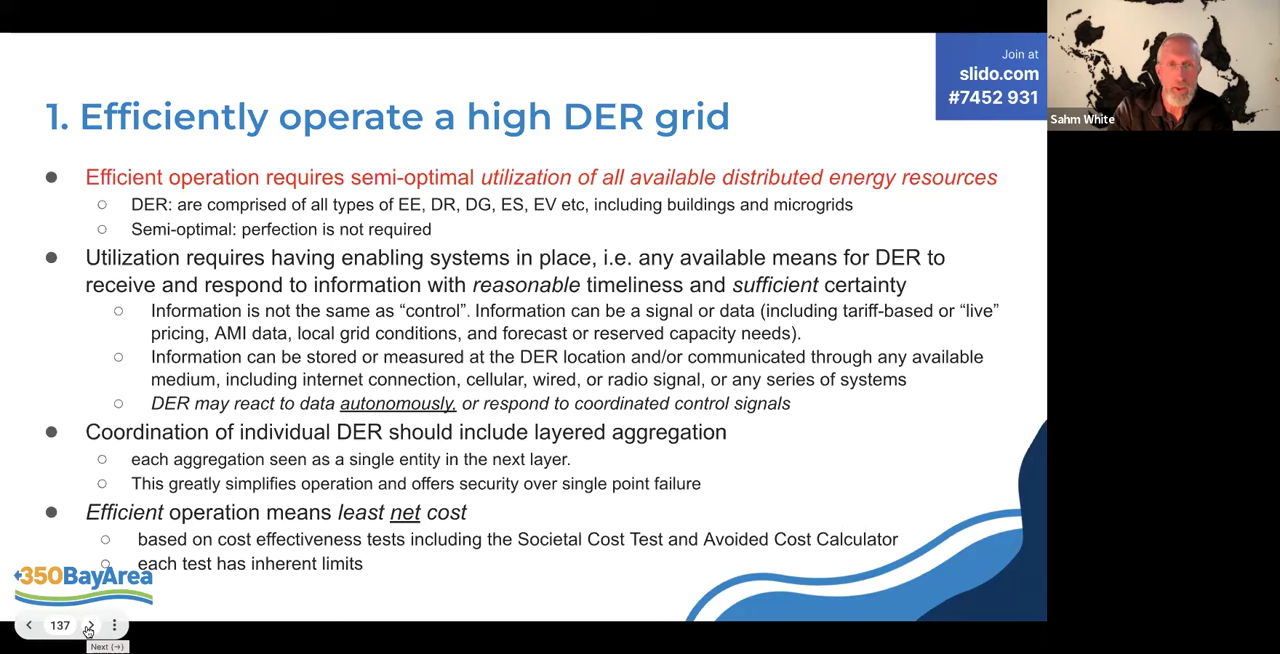 Join at
slido.com
#7452 931
Sahm White
1. Efficiently operate a high DER grid
● Efficient operation requires semi-optimal utilization of all available distributed energy resources
○ DER: are comprised of all types of EE, DR, DG, ES, EV etc, including buildings and microgrids
○ Semi-optimal: perfection is not required
● Utilization requires having enabling systems in place, i.e. any available means for DER to
receive and respond to information with reasonable timeliness and sufficient certainty
○ Information is not the same as “control”. Information can be a signal or data (including tariff-based or “live”
pricing, AMI data, local grid conditions, and forecast or reserved capacity needs).
○ Information can be stored or measured at the DER location and/or communicated through any available
medium, including internet connection, cellular, wired, or radio signal, or any series of systems
○ DER may react to data autonomously, or respond to coordinated control signals
● Coordination of individual DER should include layered aggregation
○ each aggregation seen as a single entity in the next layer.
○ This greatly simplifies operation and offers security over single point failure
● Efficient operation means least net cost
○ based on cost effectiveness tests including the Societal Cost Test and Avoided Cost Calculator
○ each test has inherent limits
350BayArea
137
Next (→)